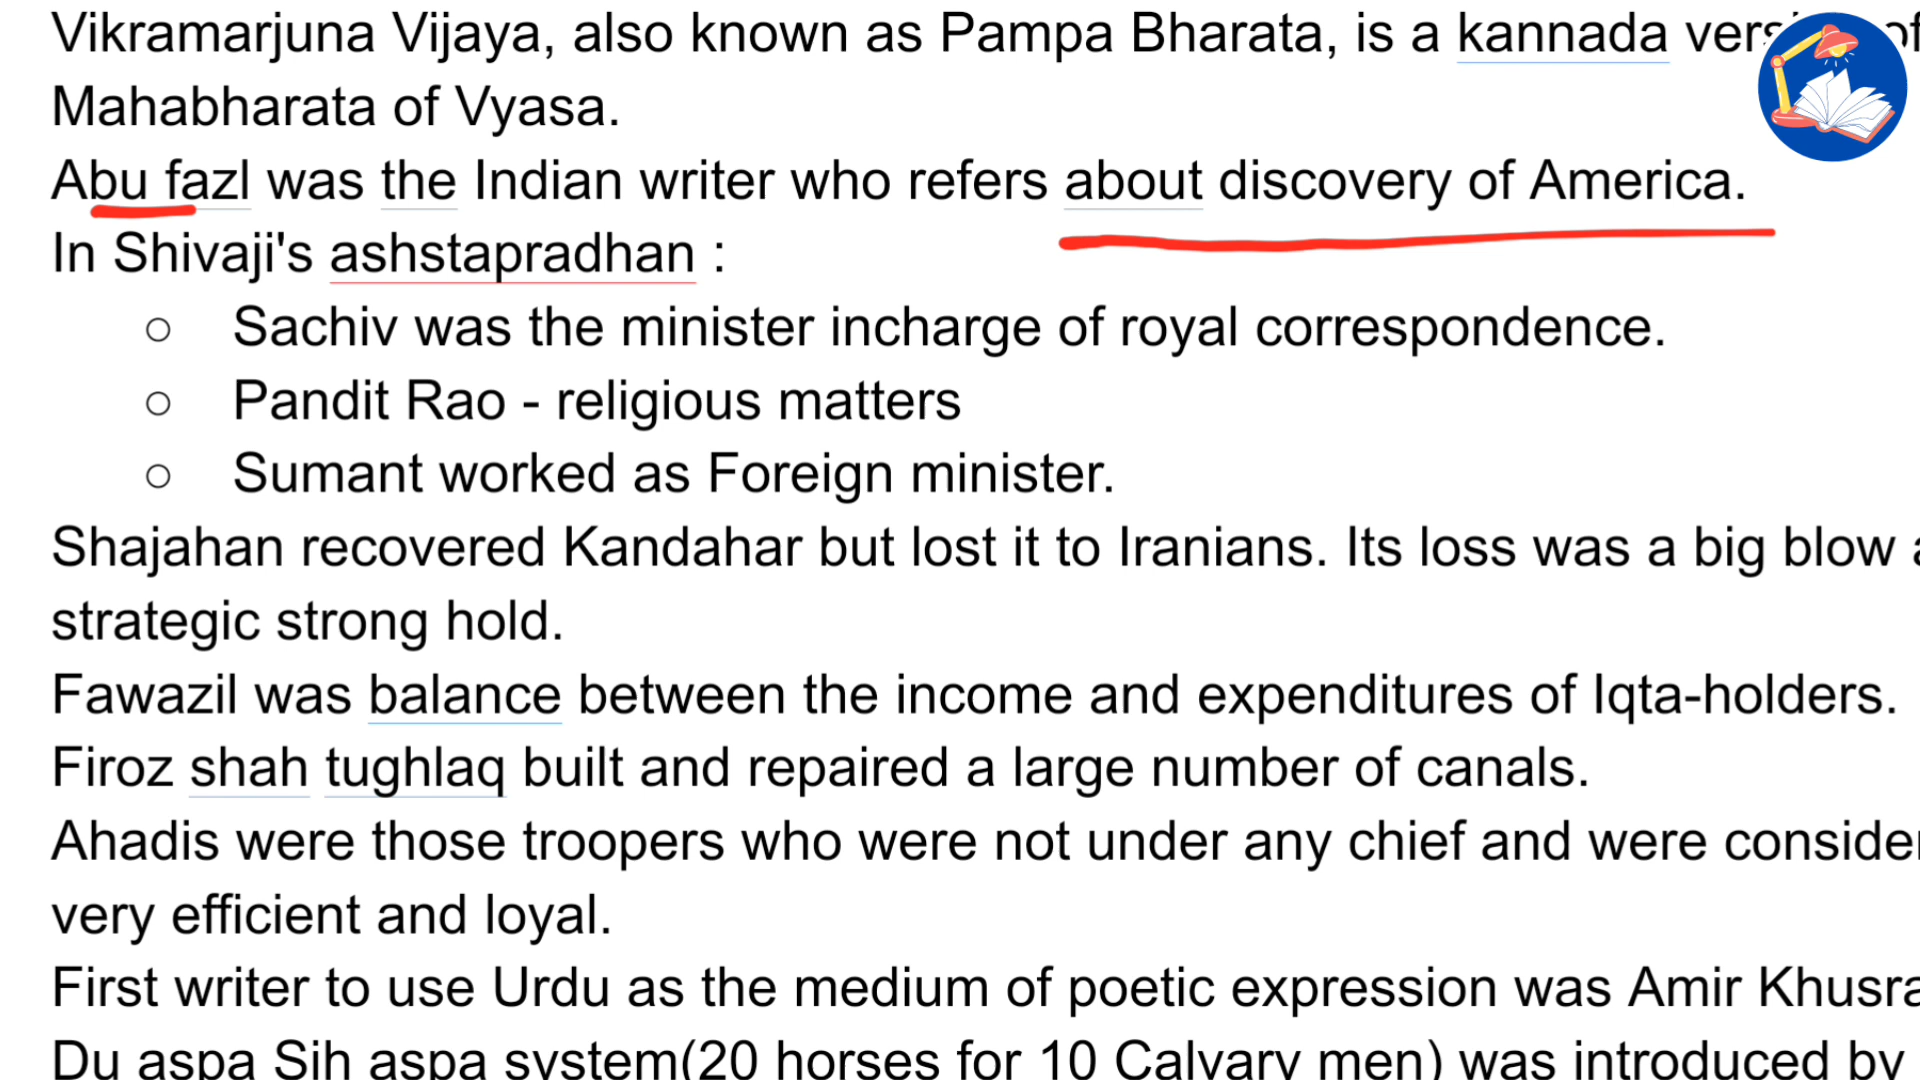 Vikramarjuna Vijaya, also known as Pampa Bharata, is a kannada of
Mahabharata of Vyasa.
Abu fazl was the Indian writer who refers about discovery of America.
In Shivaji's ashstapradhan :
○ Sachiv was the minister incharge of royal correspondence.
○ Pandit Rao - religious matters
○ Sumant worked as Foreign minister.
Shajahan recovered Kandahar but lost it to Iranians. Its loss was a big blow
strategic strong hold.
Fawazil was balance between the income and expenditures of Iqta-holders.
Firoz shah tughlaq built and repaired a large number of canals.
Ahadis were those troopers who were not under any chief and were
very efficient and loyal.
First writer to use Urdu as the medium of poetic expression was Amir
Du aspa Sih aspa system(20 horses for 10 Calvary men) was introduced by